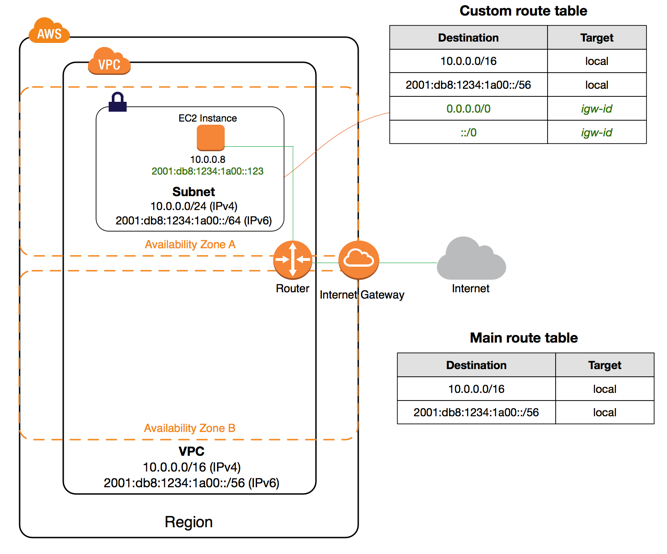 AWS
VPC
EC2 Instance
10.0.0.8
2001:db8:1234:1a00::123
Subnet
10.0.0.0/24 (IPv4)
2001:db8:1234:1a00::/64 (IPv6)
Availability Zone A
Router
Internet Gateway
Internet
Availability Zone B
VPC
10.0.0.0/16 (IPv4)
2001:db8:1234:1a00::/56 (IPv6)
Region
Custom route table
Destination Target
10.0.0.0/16 local
2001:db8:1234:1a00::/56 local
0.0.0.0/0 igw-id
::/0 igw-id
Main route table
Destination Target
10.0.0.0/16 local
2001:db8:1234:1a00::/56 local